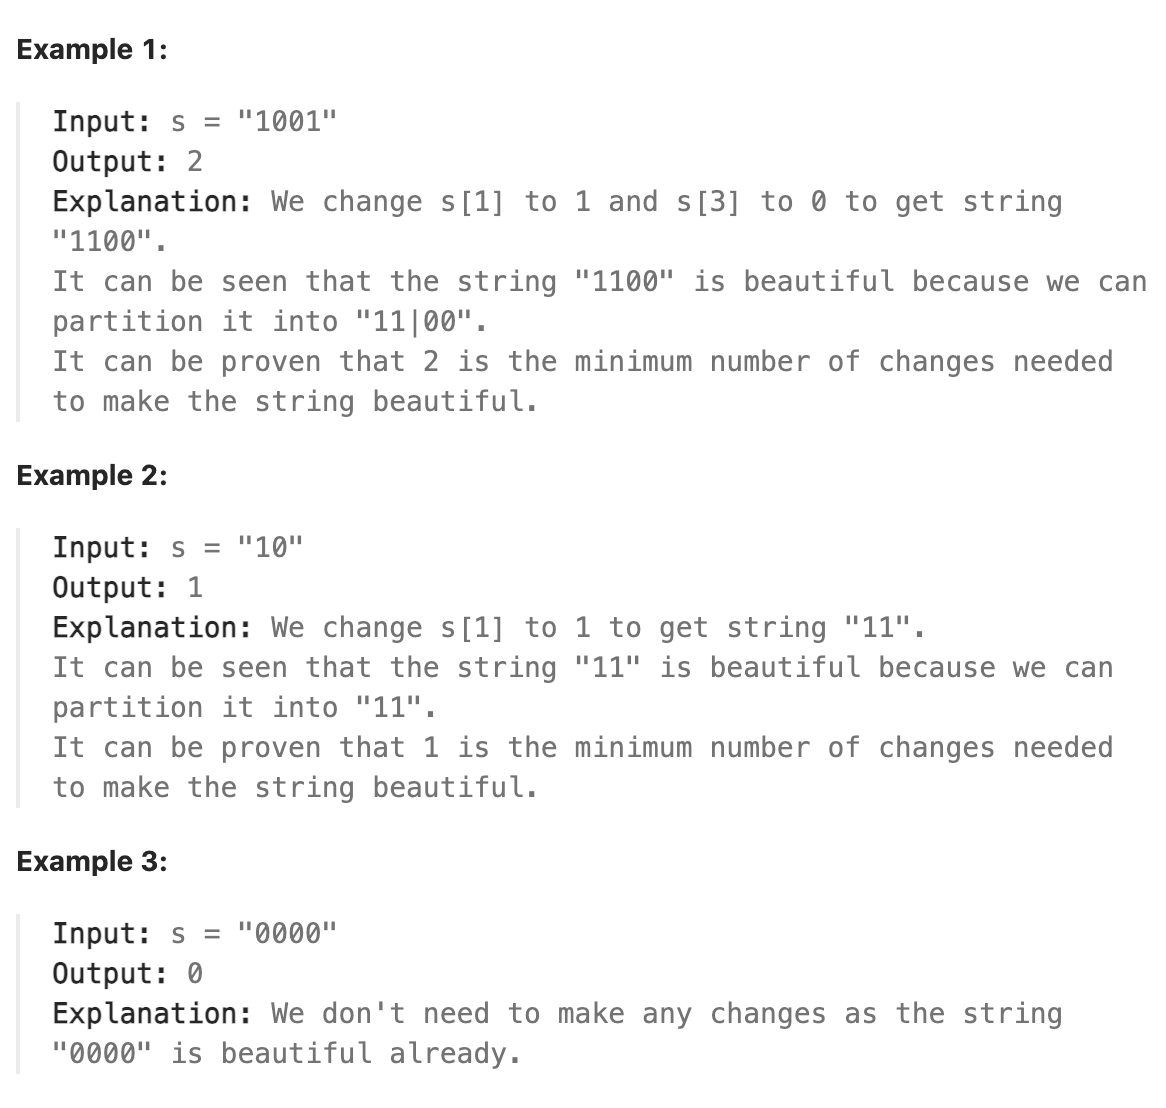 Example 1:
Input: s = "1001"
Output: 2
Explanation: We change s[1] to 1 and s[3] to 0 to get string
"1100".
It can be seen that the string "1100" is beautiful because we can
partition it into "11|00".
It can be proven that 2 is the minimum number of changes needed
to make the string beautiful.
Example 2:
Input: s = "10"
Output: 1
Explanation: We change s[1] to 1 to get string "11".
It can be seen that the string "11" is beautiful because we can
partition it into "11".
It can be proven that 1 is the minimum number of changes needed
to make the string beautiful.
Example 3:
Input: s = "0000"
Output: 0
Explanation: We don't need to make any changes as the string
"0000" is beautiful already.